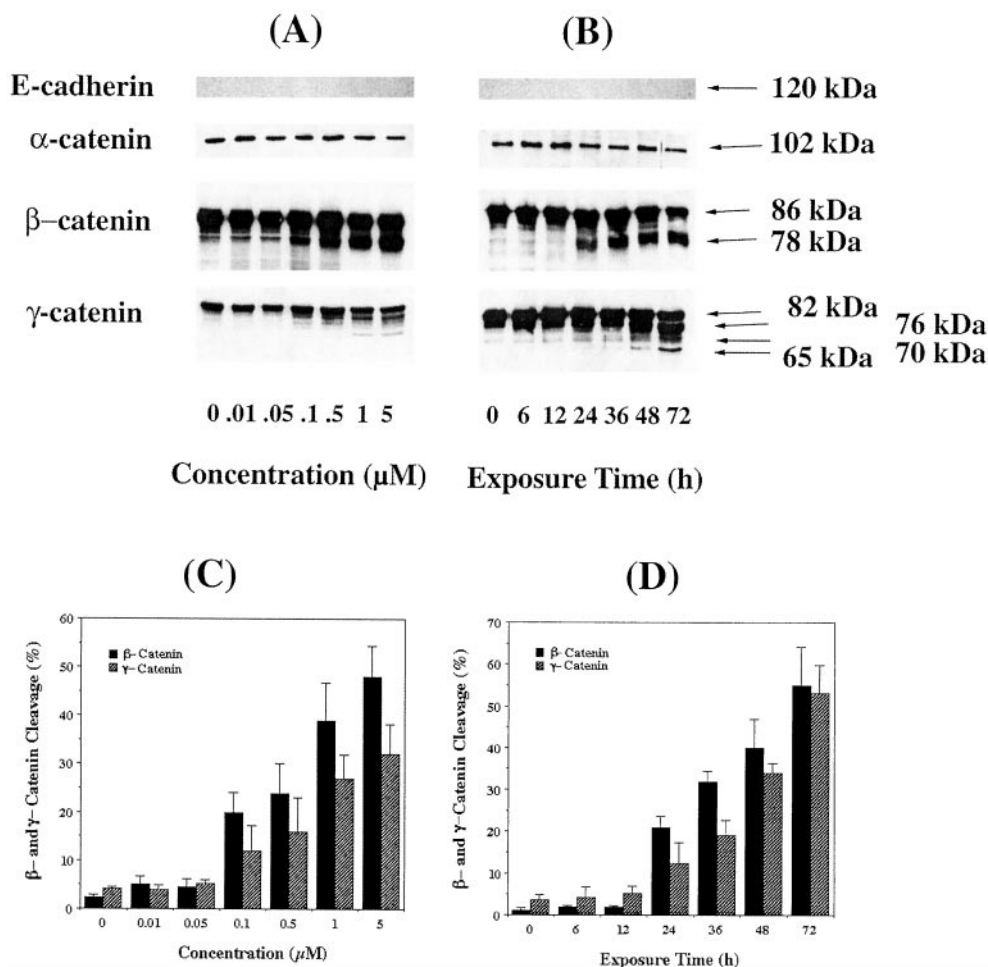 (A) (B)
E-cadherin 120 kDa
α-catenin 102 kDa
β–catenin 86 kDa
78 kDa
γ-catenin 82 kDa
76 kDa
70 kDa
65 kDa
0 .01 .05 .1 .5 1 5 0 6 12 24 36 48 72
Concentration (µM) Exposure Time (h)
(C)
60
50
40
30
20
10
0
β– and γ–Catenin Cleavage (%)
β– Catenin
γ– Catenin
0 0.01 0.05 0.1 0.5 1 5
Concentration (µM)
(D)
70
60
50
40
30
20
10
0
β– and γ–Catenin Cleavage (%)
β– Catenin
γ– Catenin
0 6 12 24 36 48 72
Exposure Time (h)